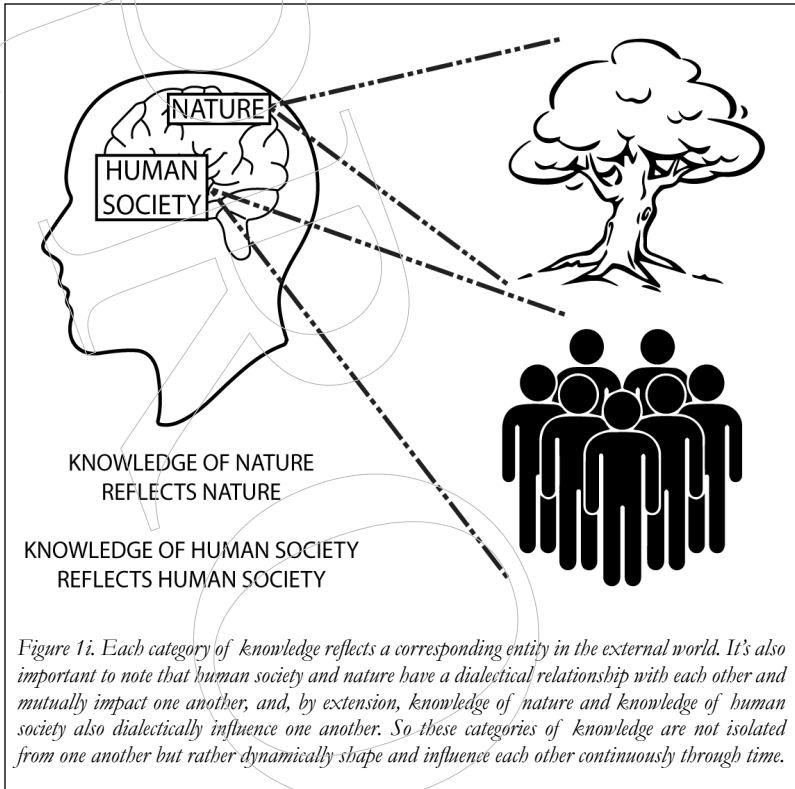 NATURE
HUMAN
SOCIETY
KNOWLEDGE OF NATURE
REFLECTS NATURE
KNOWLEDGE OF HUMAN SOCIETY
REFLECTS HUMAN SOCIETY
Figure 1i. Each category of knowledge reflects a corresponding entity in the external world. It’s also
important to note that human society and nature have a dialectical relationship with each other and
mutually impact one another, and, by extension, knowledge of nature and knowledge of human
society also dialectically influence one another. So these categories of knowledge are not isolated
from one another but rather dynamically shape and influence each other continuously through time.